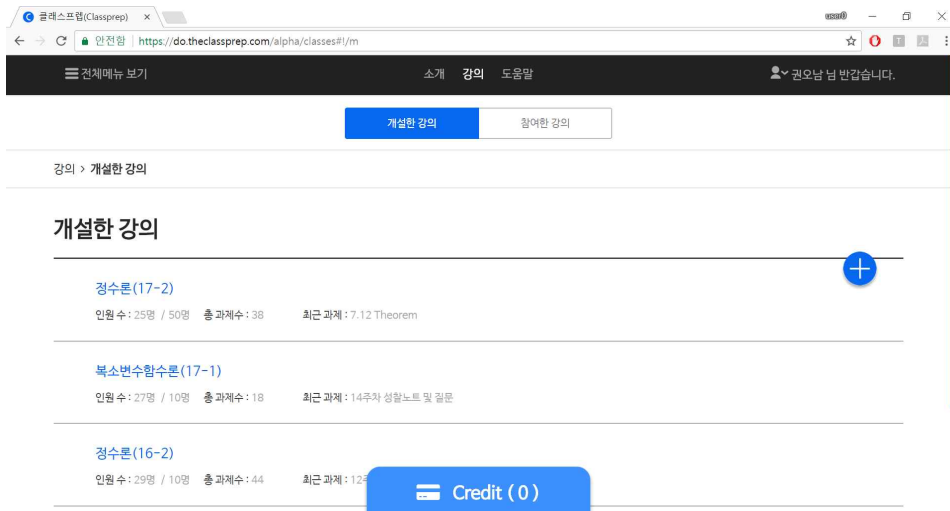 클래스프렙(Classprep)
user0
안전함 https://do.theclassprep.com/alpha/classes#!/m
전체메뉴 보기 소개 강의 도움말 권오남 님 반갑습니다.
개설한 강의 참여한 강의
강의 > 개설한 강의
개설한 강의
정수론(17-2)
인원 수 : 25명 / 50명 총 과제수 : 38 최근 과제 : 7.12 Theorem
복소변수함수론(17-1)
인원 수 : 27명 / 10명 총 과제수 : 18 최근 과제 : 14주차 성찰노트 및 질문
정수론(16-2)
인원 수 : 29명 / 10명 총 과제수 : 44 최근 과제 :
Credit ( 0 )